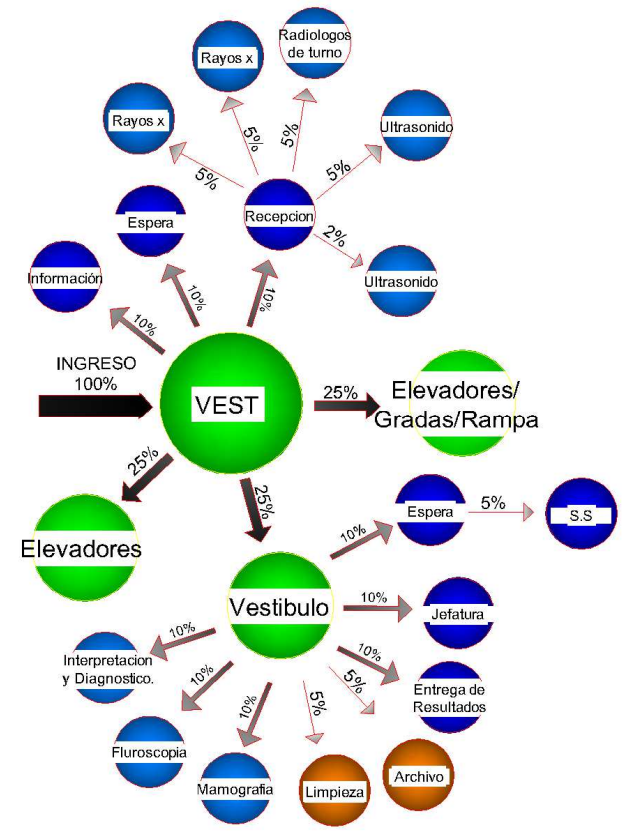 Radiologos
de turno
Rayos x
5%
5%
Rayos x
5%
Ultrasonido
5%
Recepcion
2%
Espera
Ultrasonido
Información
10%
10%
10%
INGRESO
100%
VEST
25%
Elevadores/
Gradas/Rampa
25%
25%
Elevadores
Espera
5%
S.S
10%
Vestibulo
10%
Jefatura
10%
Interpretacion
y Diagnostico.
10%
Entrega de
Resultados
10%
10%
5%
5%
Fluroscopia
Mamografia
Limpieza
Archivo